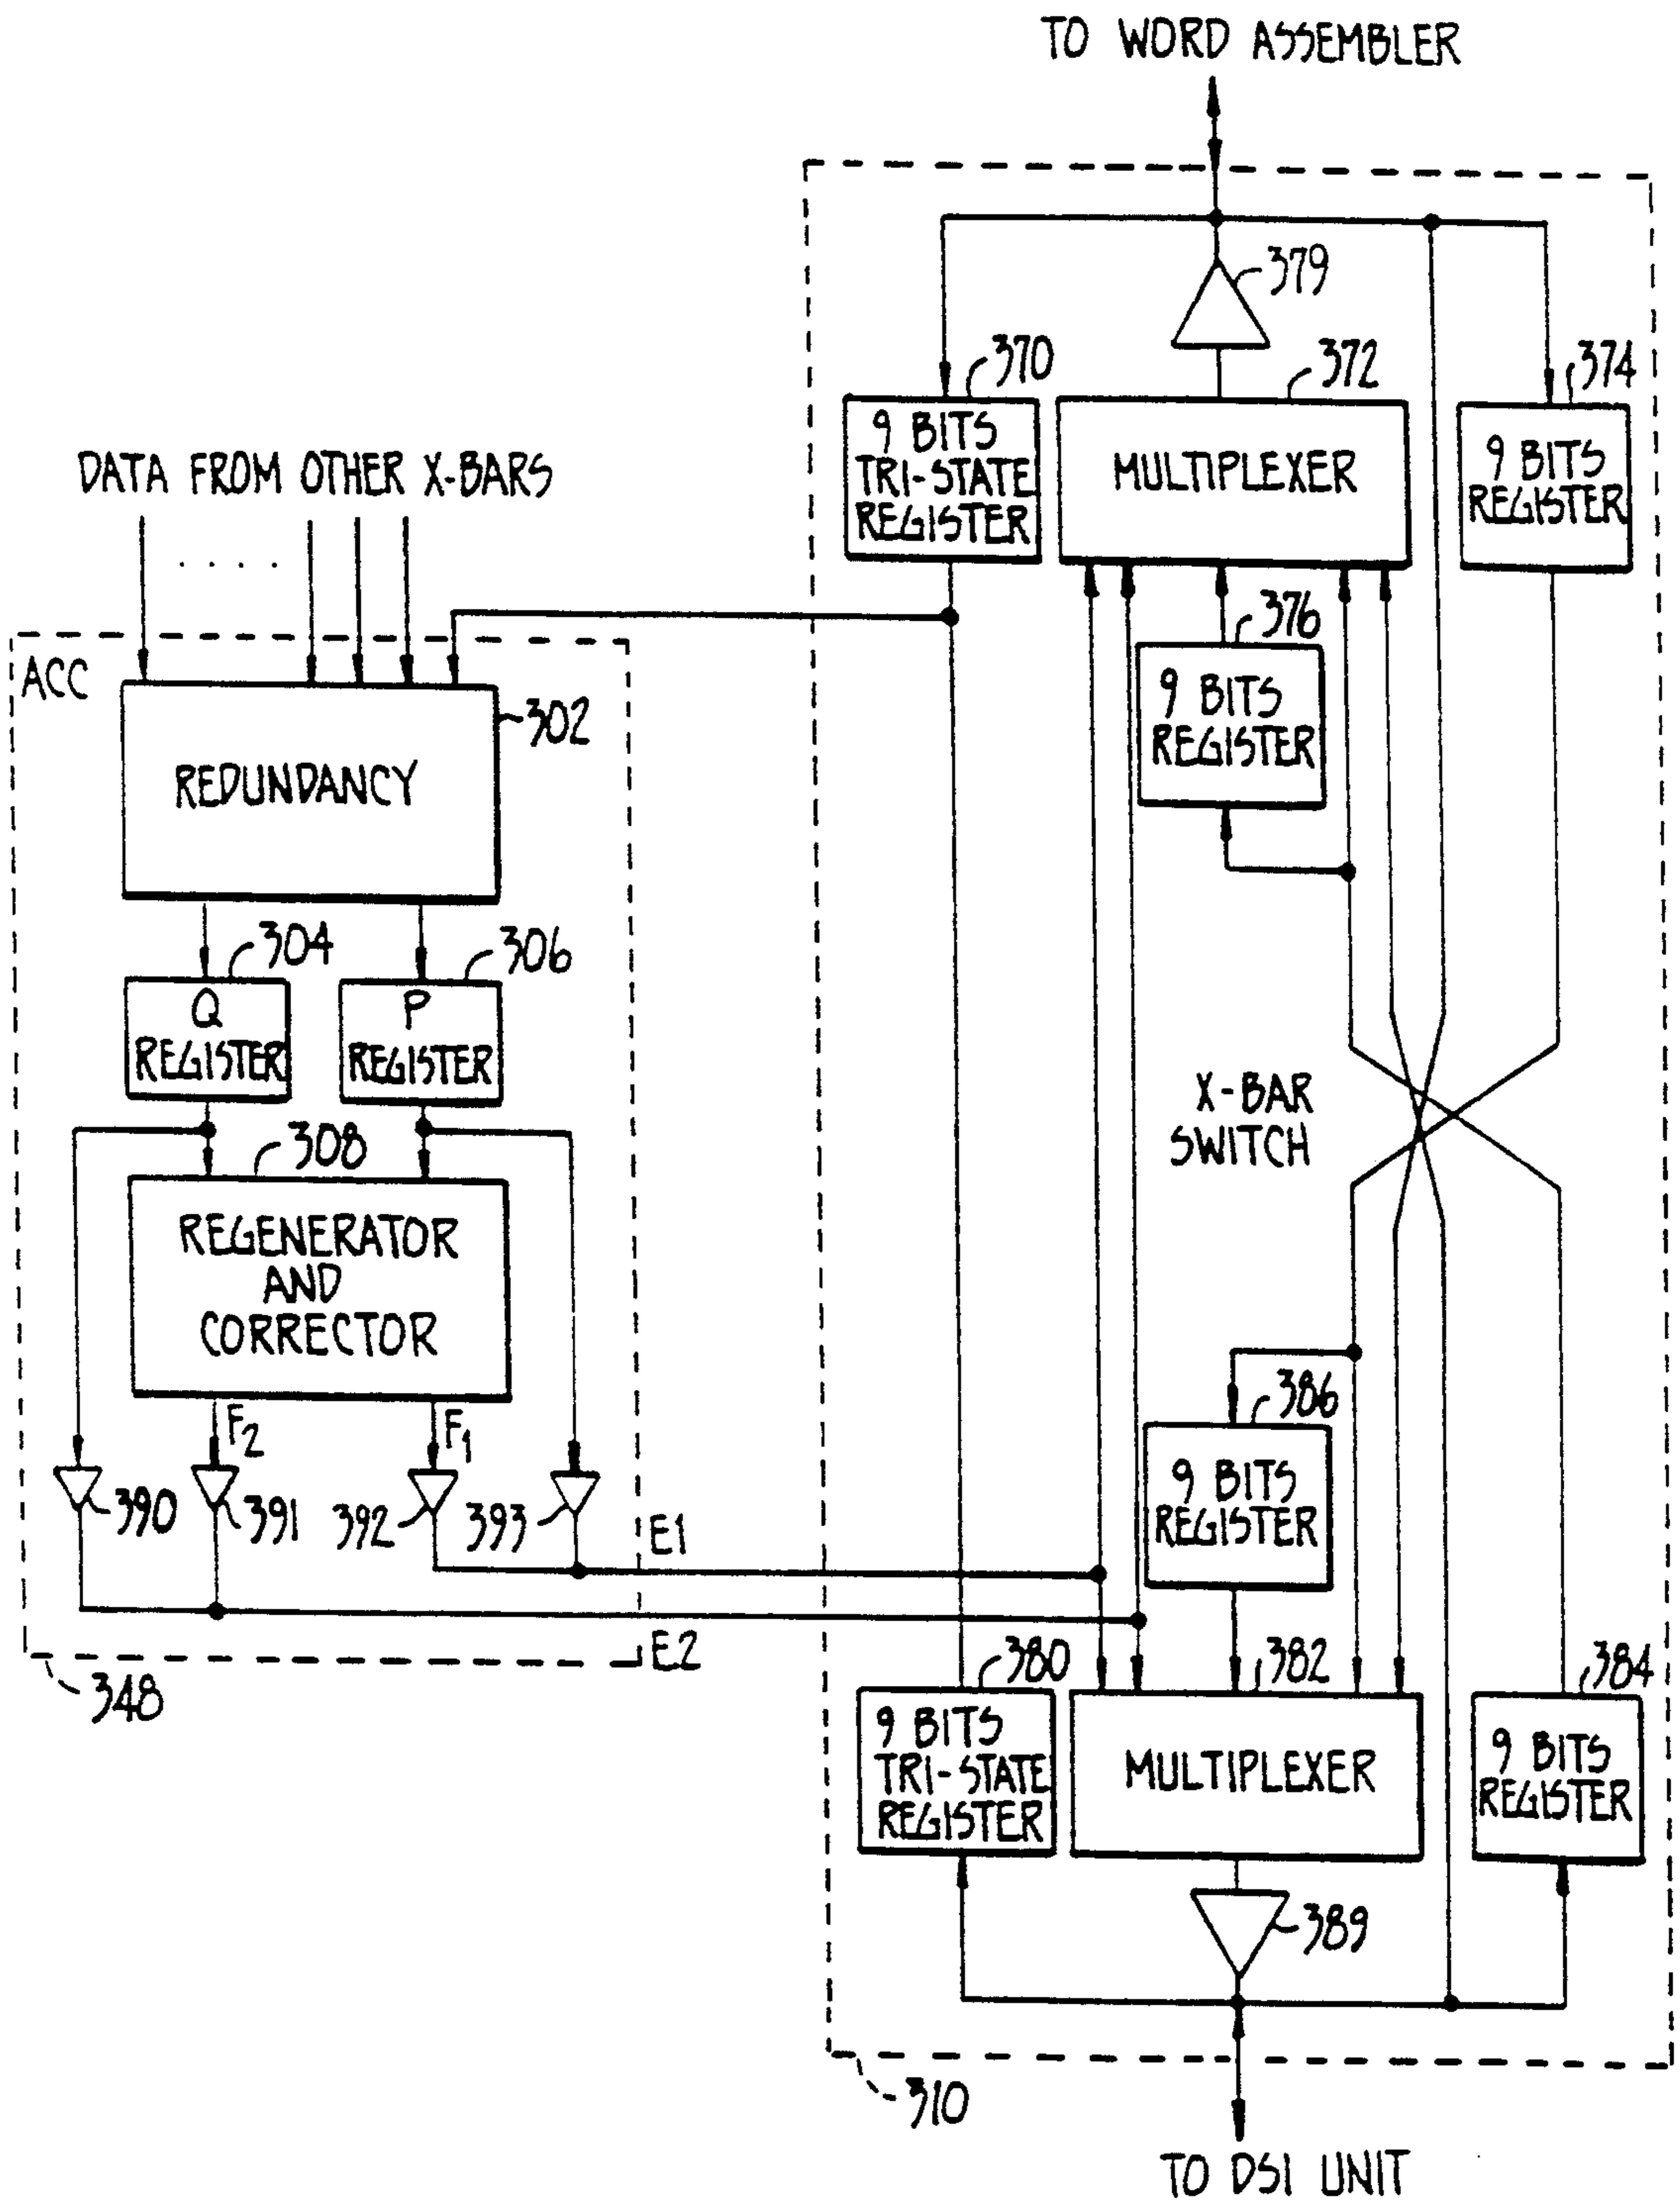 TO WORD ASSEMBLER
379
370
372
374
9 BITS
TRI-STATE
REGISTER
MULTIPLEXER
9 BITS
REGISTER
DATA FROM OTHER X-BARS
. . . .
376
9 BITS
REGISTER
ACC
302
REDUNDANCY
304
306
Q
REGISTER
P
REGISTER
X-BAR
SWITCH
308
REGENERATOR
AND
CORRECTOR
F2
F1
390
391
392
393
E1
E2
348
386
9 BITS
REGISTER
380
382
384
9 BITS
TRI-STATE
REGISTER
MULTIPLEXER
9 BITS
REGISTER
389
310
TO DSI UNIT